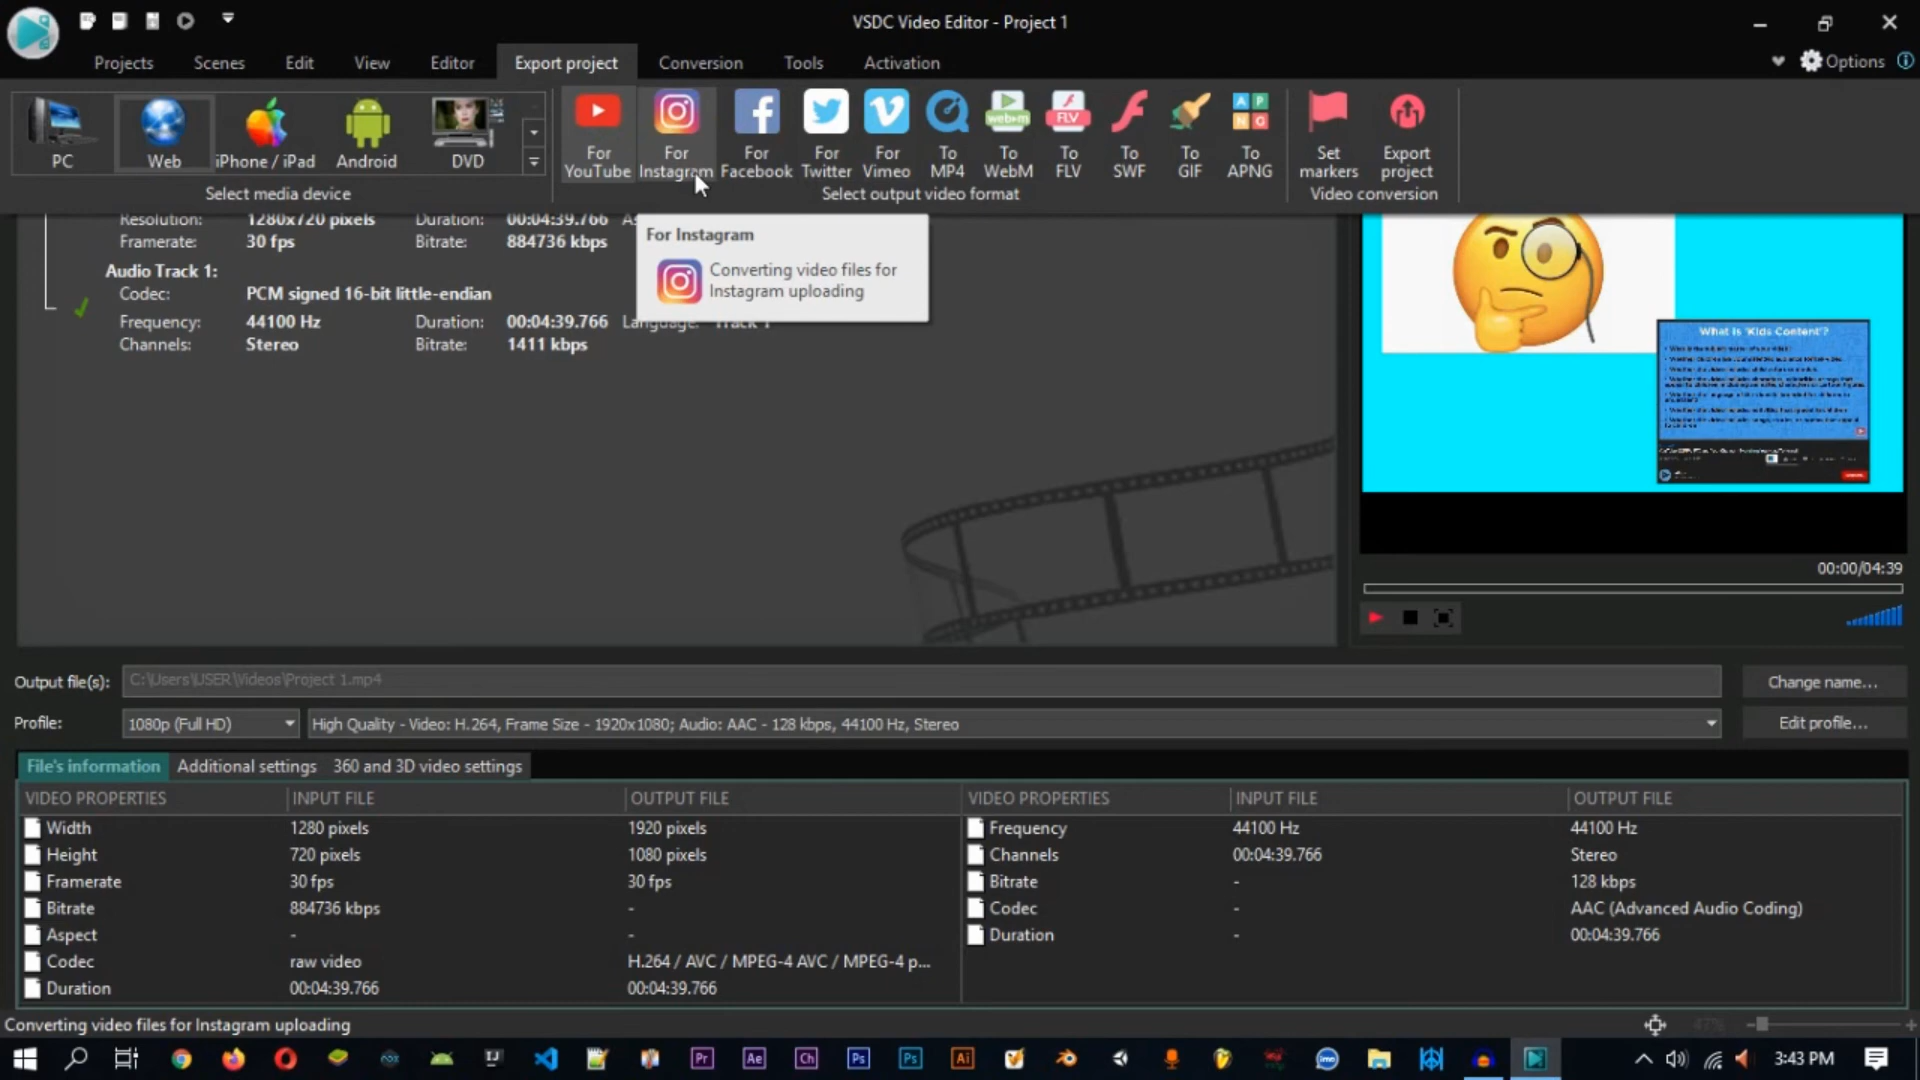 VSDC Video Editor - Project 1
Projects Scenes Edit View Editor Export project Conversion Tools Activation Options
PC Web iPhone / iPad Android DVD
Select media device
For YouTube For Instagram For Facebook For Twitter For Vimeo To MP4 To WebM To FLV To SWF To GIF To APNG
Select output video format
Set markers Export project
Video conversion
Resolution: 1280x720 pixels Duration: 00:04:39.766
Framerate: 30 fps Bitrate: 884736 kbps
Audio Track 1:
Codec: PCM signed 16-bit little-endian
Frequency: 44100 Hz Duration: 00:04:39.766 Language: Track 1
Channels: Stereo Bitrate: 1411 kbps
For Instagram
Converting video files for
Instagram uploading
What is 'Kids Content'?
00:00/04:39
Output file(s): C:\Users\USER\Videos\Project 1.mp4 Change name...
Profile: 1080p (Full HD) High Quality - Video: H.264, Frame Size - 1920x1080; Audio: AAC - 128 kbps, 44100 Hz, Stereo Edit profile...
File's information Additional settings 360 and 3D video settings
VIDEO PROPERTIES INPUT FILE OUTPUT FILE VIDEO PROPERTIES INPUT FILE OUTPUT FILE
Width 1280 pixels 1920 pixels Frequency 44100 Hz 44100 Hz
Height 720 pixels 1080 pixels Channels 00:04:39.766 Stereo
Framerate 30 fps 30 fps Bitrate - 128 kbps
Bitrate 884736 kbps - Codec - AAC (Advanced Audio Coding)
Aspect - - Duration - 00:04:39.766
Codec raw video H.264 / AVC / MPEG-4 AVC / MPEG-4 p...
Duration 00:04:39.766 00:04:39.766
Converting video files for Instagram uploading
3:43 PM